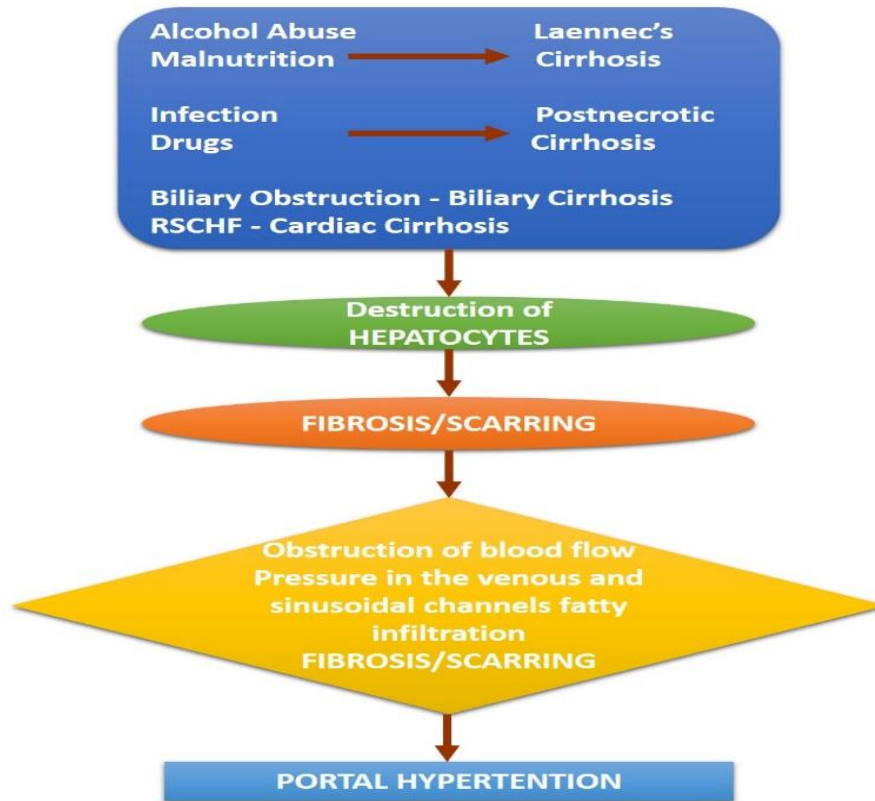 Alcohol Abuse Laennec's
Malnutrition Cirrhosis
Infection Postnecrotic
Drugs Cirrhosis
Biliary Obstruction - Biliary Cirrhosis
RSCHF - Cardiac Cirrhosis
Destruction of
HEPATOCYTES
FIBROSIS/SCARRING
Obstruction of blood flow
Pressure in the venous and
sinusoidal channels fatty
infiltration
FIBROSIS/SCARRING
PORTAL HYPERTENTION